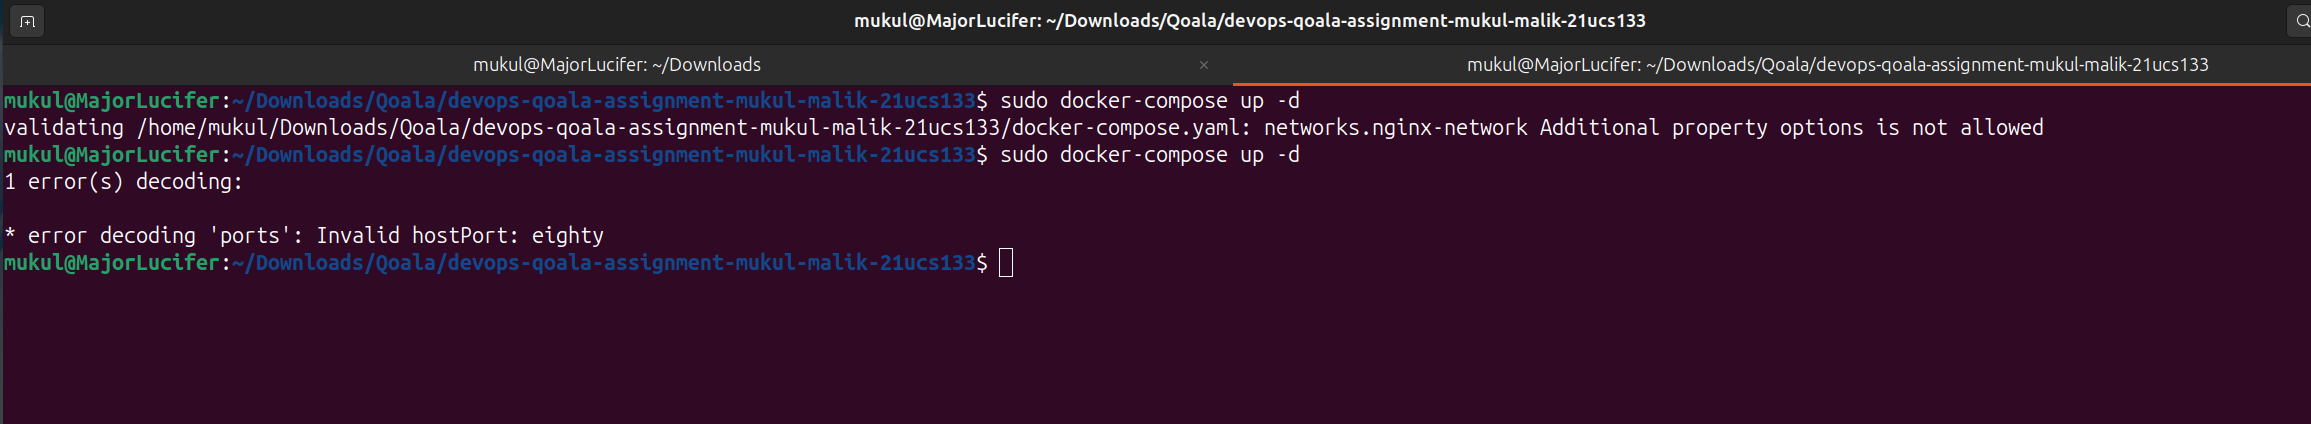 mukul@MajorLucifer: ~/Downloads/Qoala/devops-qoala-assignment-mukul-malik-21ucs133
mukul@MajorLucifer: ~/Downloads × mukul@MajorLucifer: ~/Downloads/Qoala/devops-qoala-assignment-mukul-malik-21ucs133
mukul@MajorLucifer:~/Downloads/Qoala/devops-qoala-assignment-mukul-malik-21ucs133$ sudo docker-compose up -d
validating /home/mukul/Downloads/Qoala/devops-qoala-assignment-mukul-malik-21ucs133/docker-compose.yaml: networks.nginx-network Additional property options is not allowed
mukul@MajorLucifer:~/Downloads/Qoala/devops-qoala-assignment-mukul-malik-21ucs133$ sudo docker-compose up -d
1 error(s) decoding:
* error decoding 'ports': Invalid hostPort: eighty
mukul@MajorLucifer:~/Downloads/Qoala/devops-qoala-assignment-mukul-malik-21ucs133$